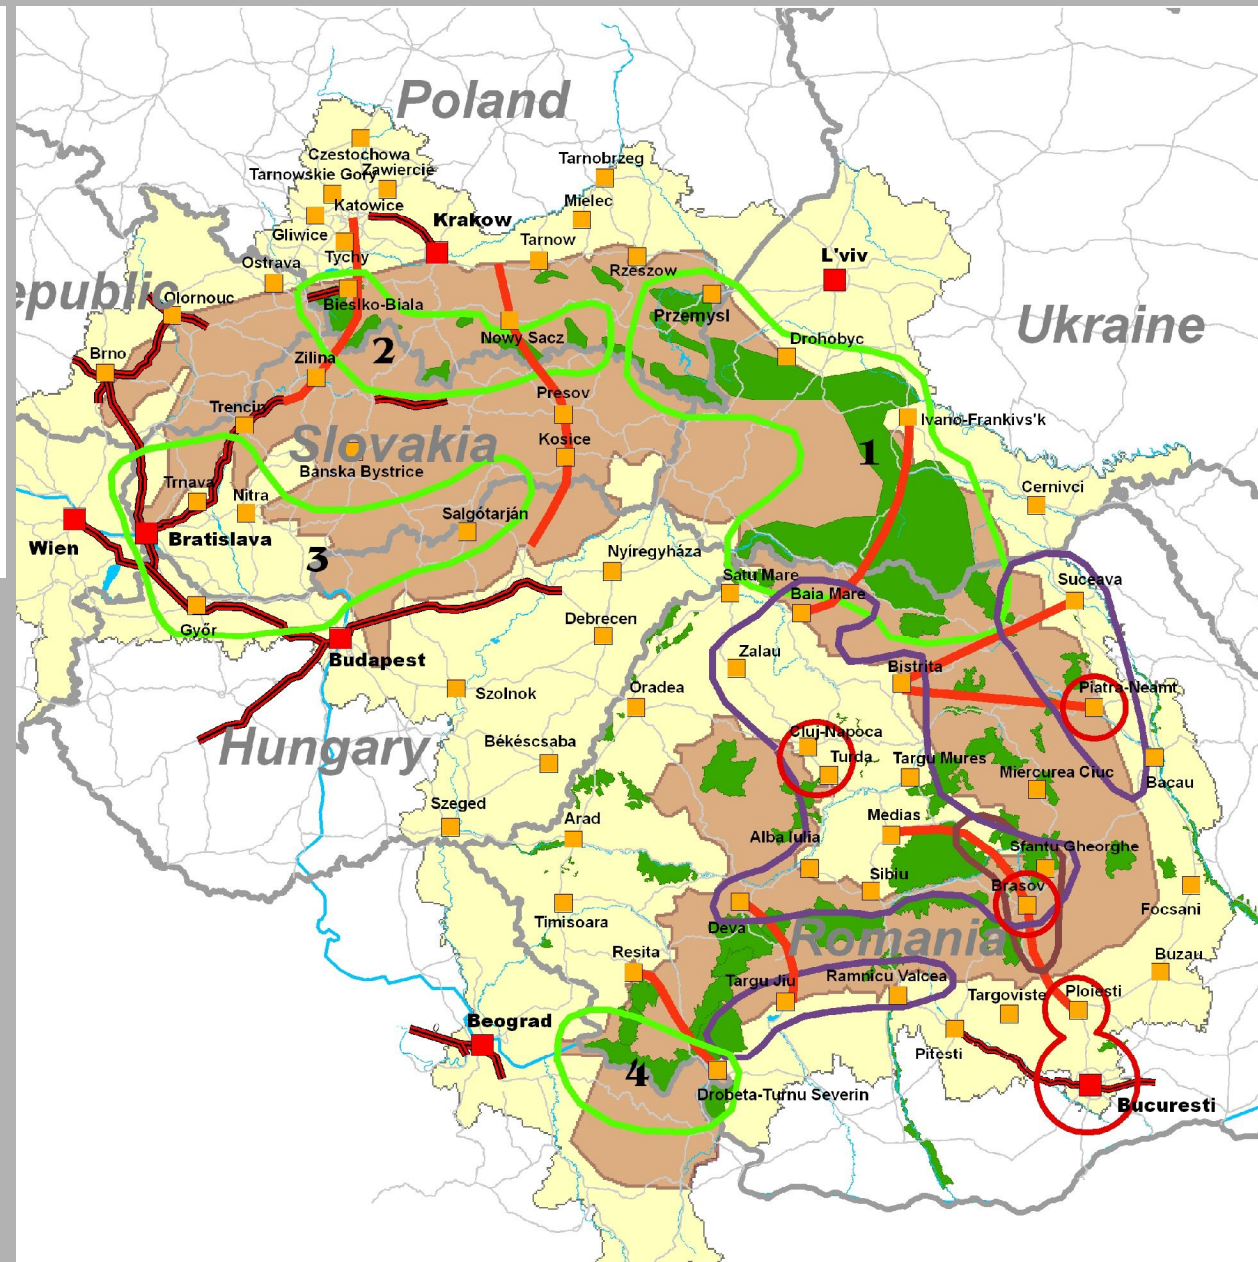 Poland
Czestochowa
Tarnobrzeg
Tarnowskie Gory
Zawiercie
Katowice
Mielec
Krakow
Gliwice
Tychy
Tarnow
L'viv
Ostrava
Rzeszow
epublic
Olornouc
Bieslko-Biala
Przemysl
Ukraine
Nowy Sacz
Drohobyc
Brno
Zilina
2
Presov
Trencin
Ivano-Frankivs'k
Slovakia
Kosice
1
Banska Bystrice
Trnava
Nitra
Cernivci
Salgótarján
Wien
Bratislava
3
Nyíregyháza
Satu Mare
Suceava
Baia Mare
Debrecen
Győr
Budapest
Zalau
Bistrita
Szolnok
Oradea
Piatra-Neamt
Hungary
Békéscsaba
Cluj-Napoca
Turda
Targu Mures
Miercurea Ciuc
Bacau
Szeged
Arad
Medias
Alba Iulia
Sfantu Gheorghe
Sibiu
Brasov
Focsani
Timisoara
Deva
Romania
Resita
Buzau
Targu Jiu
Ramnicu Valcea
Targoviste
Ploiesti
Beograd
Pitesti
4
Drobeta-Turnu Severin
Bucuresti